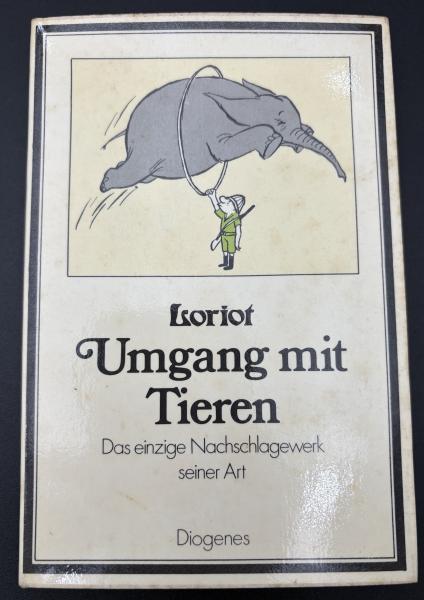 Loriot
Umgang mit
Tieren
Das einzige Nachschlagewerk
seiner Art
Diogenes